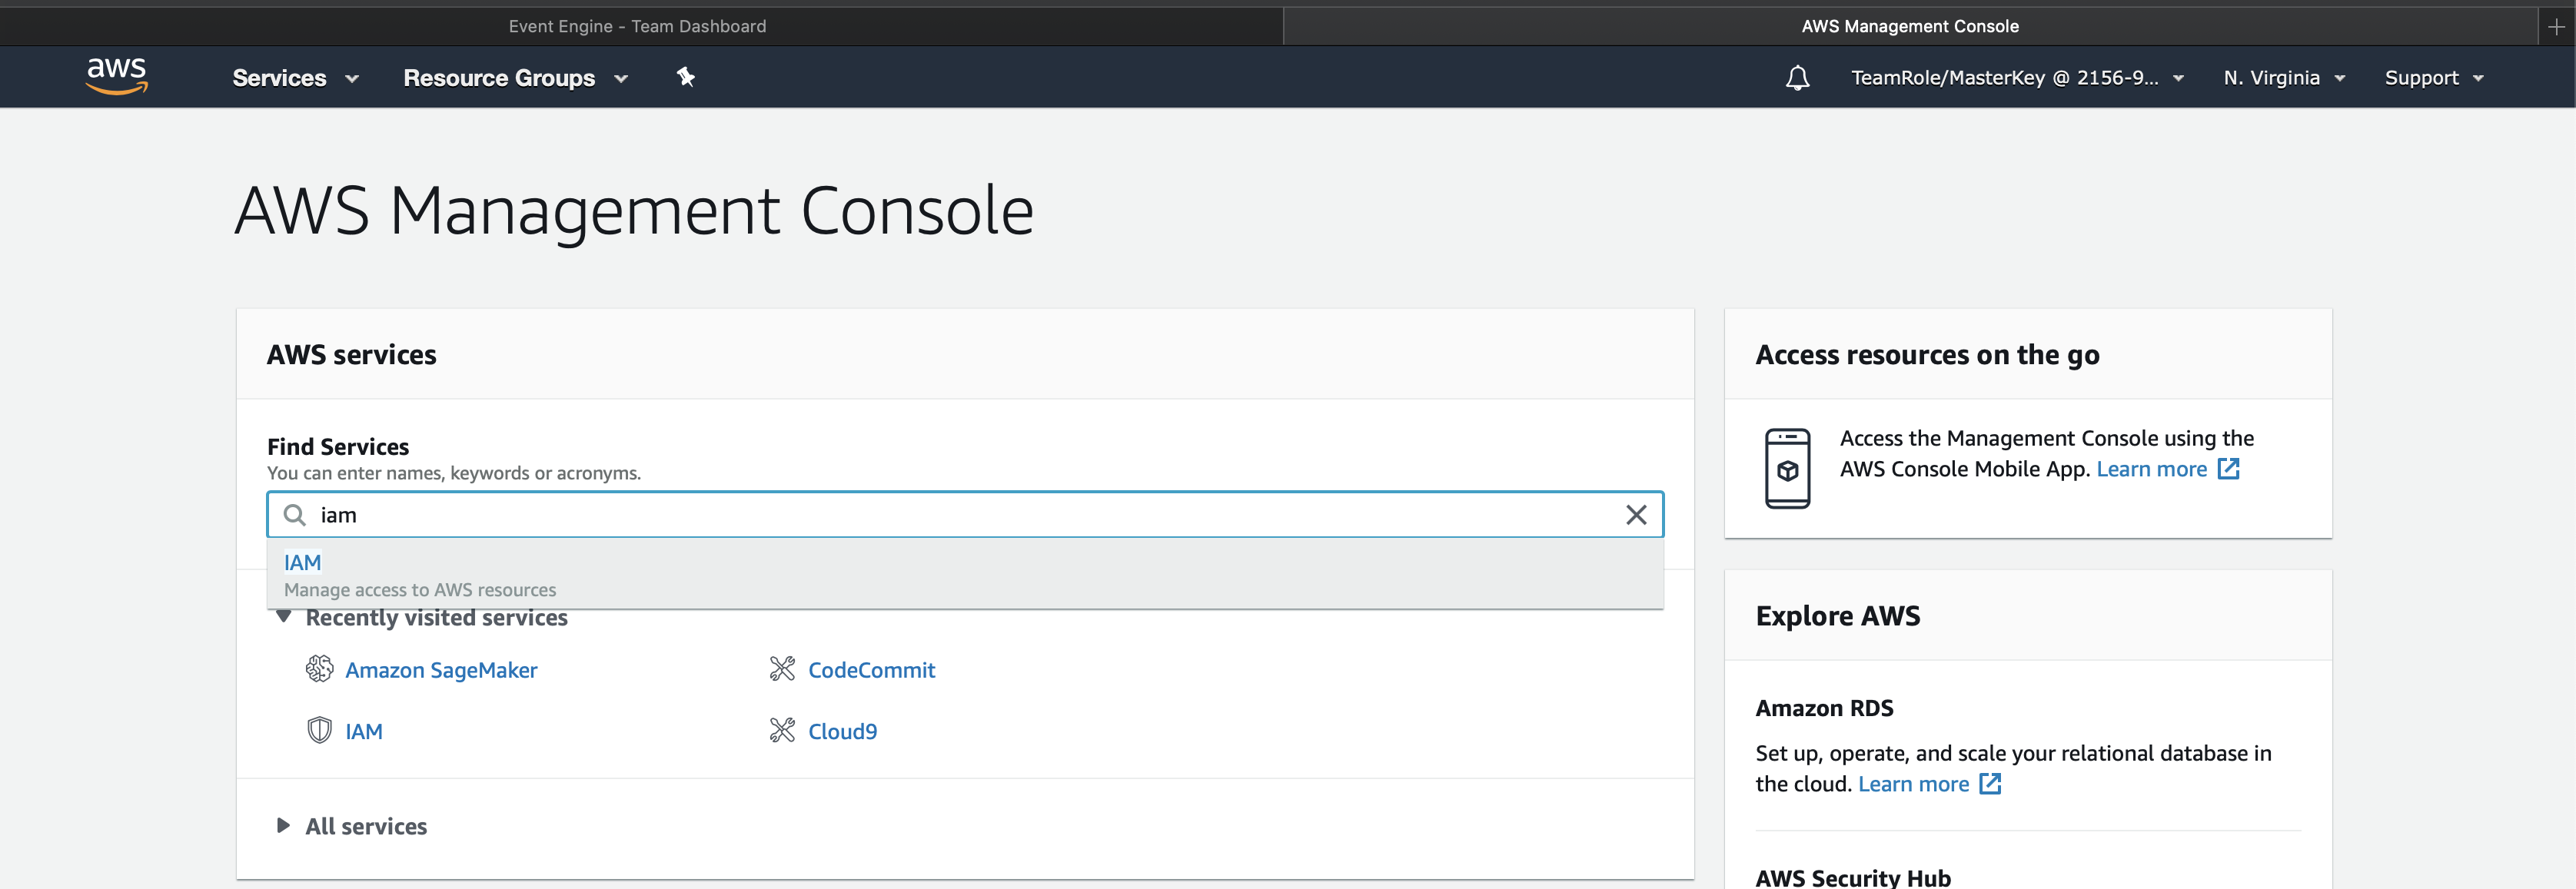 Event Engine - Team Dashboard
AWS Management Console
aws
Services
Resource Groups
TeamRole/MasterKey @ 2156-9...
N. Virginia
Support
AWS Management Console
AWS services
Find Services
You can enter names, keywords or acronyms.
iam
IAM
Manage access to AWS resources
Recently visited services
Amazon SageMaker
CodeCommit
IAM
Cloud9
All services
Access resources on the go
Access the Management Console using the
AWS Console Mobile App. Learn more
Explore AWS
Amazon RDS
Set up, operate, and scale your relational database in
the cloud. Learn more
AWS Security Hub